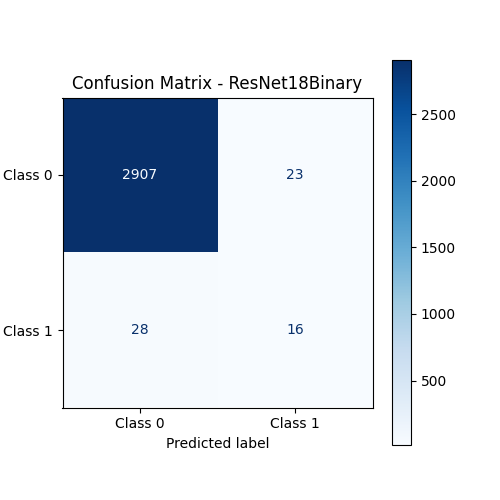 Confusion Matrix - ResNet18Binary
Class 0
2907
23
Class 1
28
16
Class 0
Class 1
Predicted label
2500
2000
1500
1000
500